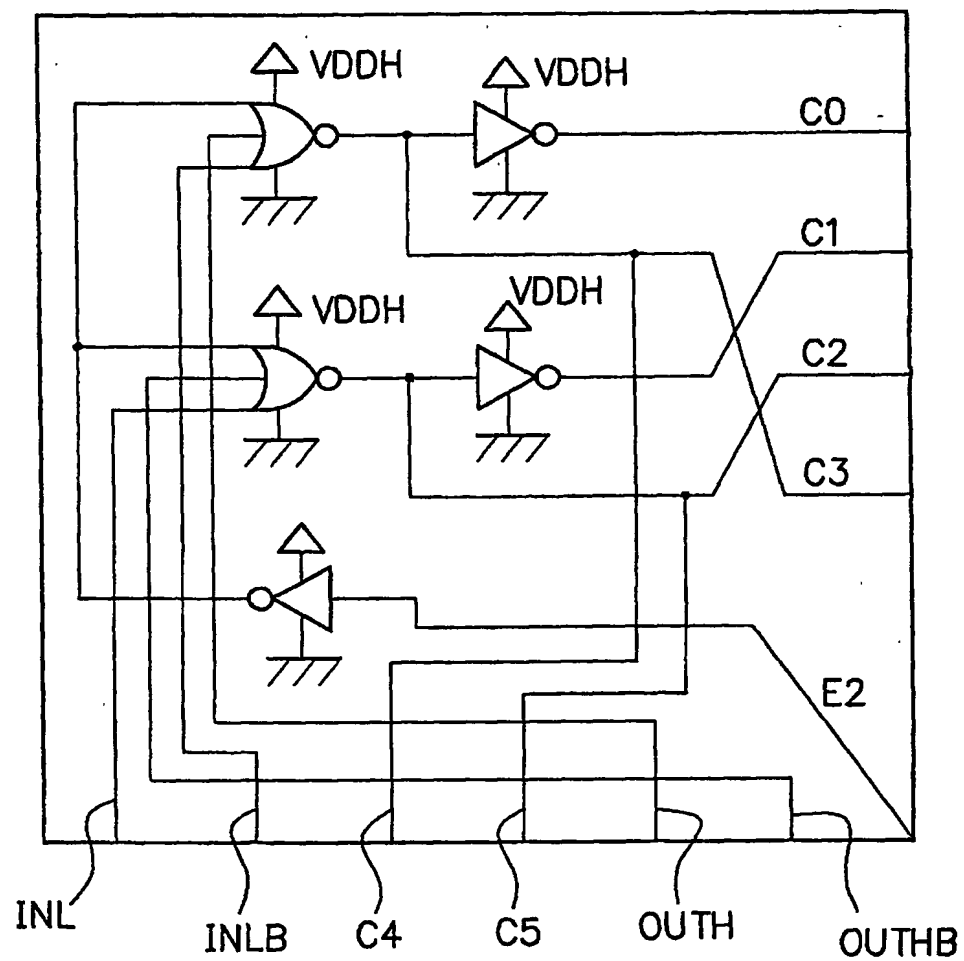 VDDH
VDDH
C0
C1
VDDH
VDDH
C2
C3
E2
INL
INLB
C4
C5
OUTH
OUTHB